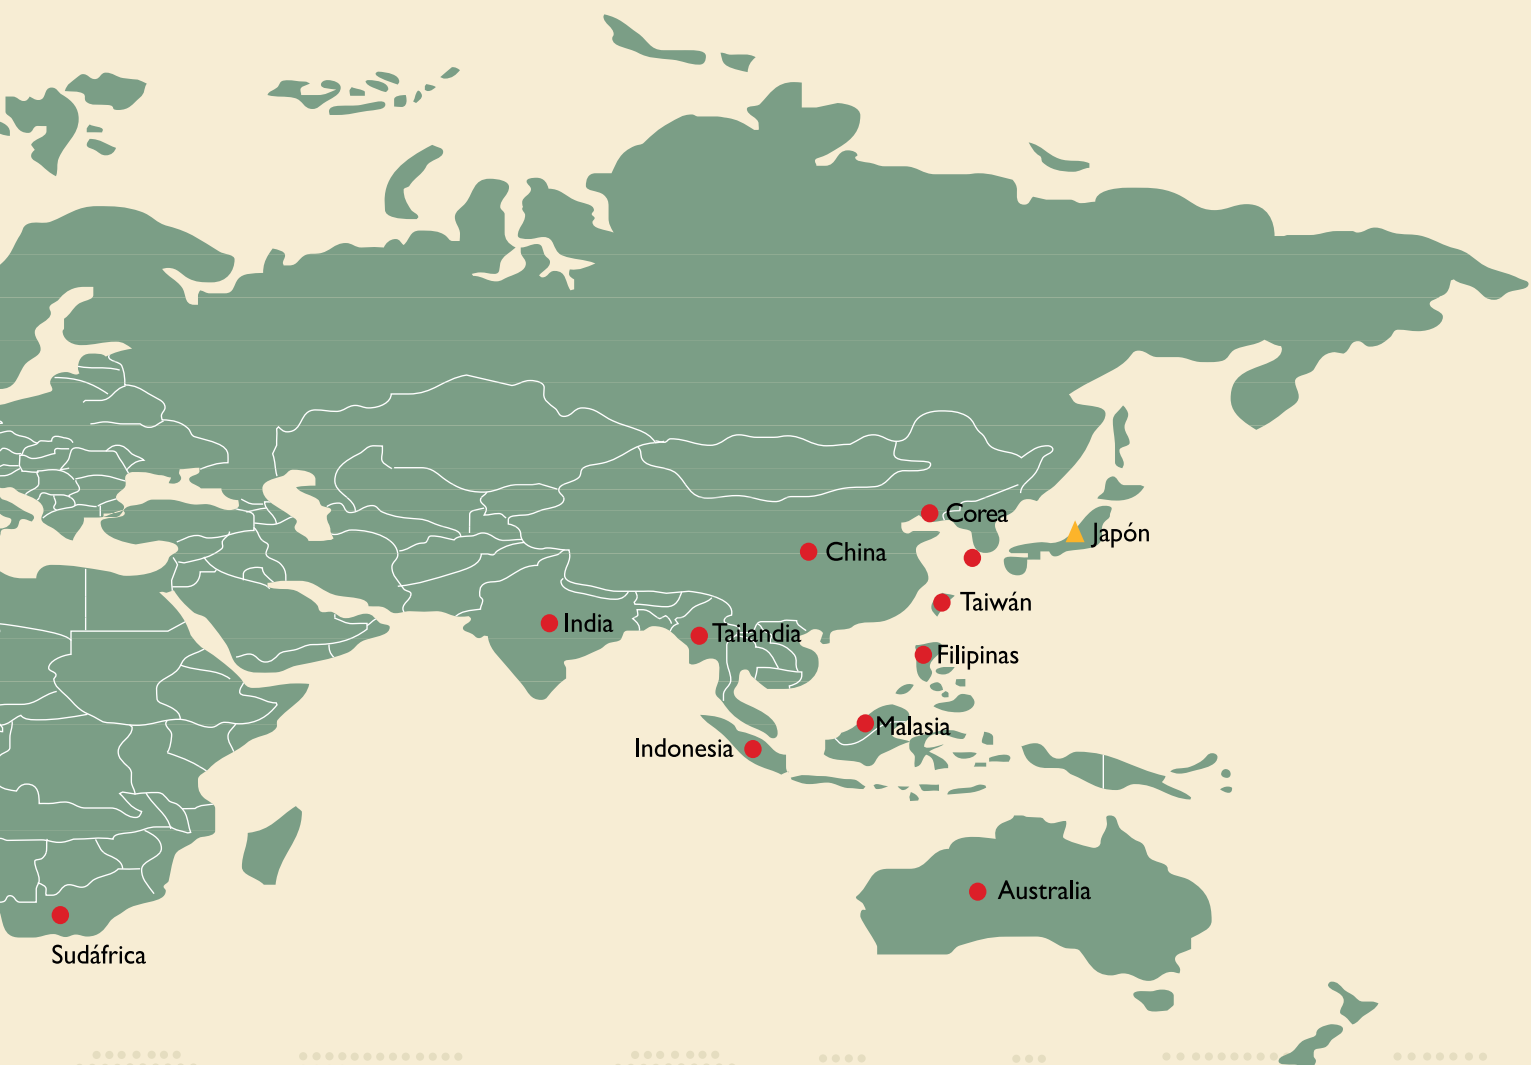 Corea
Japón
China
Taiwán
India
Tailandia
Filipinas
Malasia
Indonesia
Australia
Sudáfrica